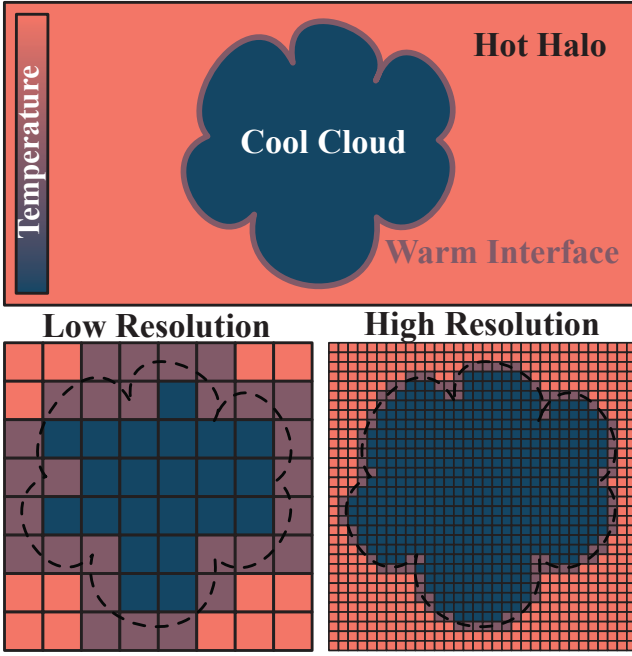 Temperature
Hot Halo
Cool Cloud
Warm Interface
Low Resolution
High Resolution